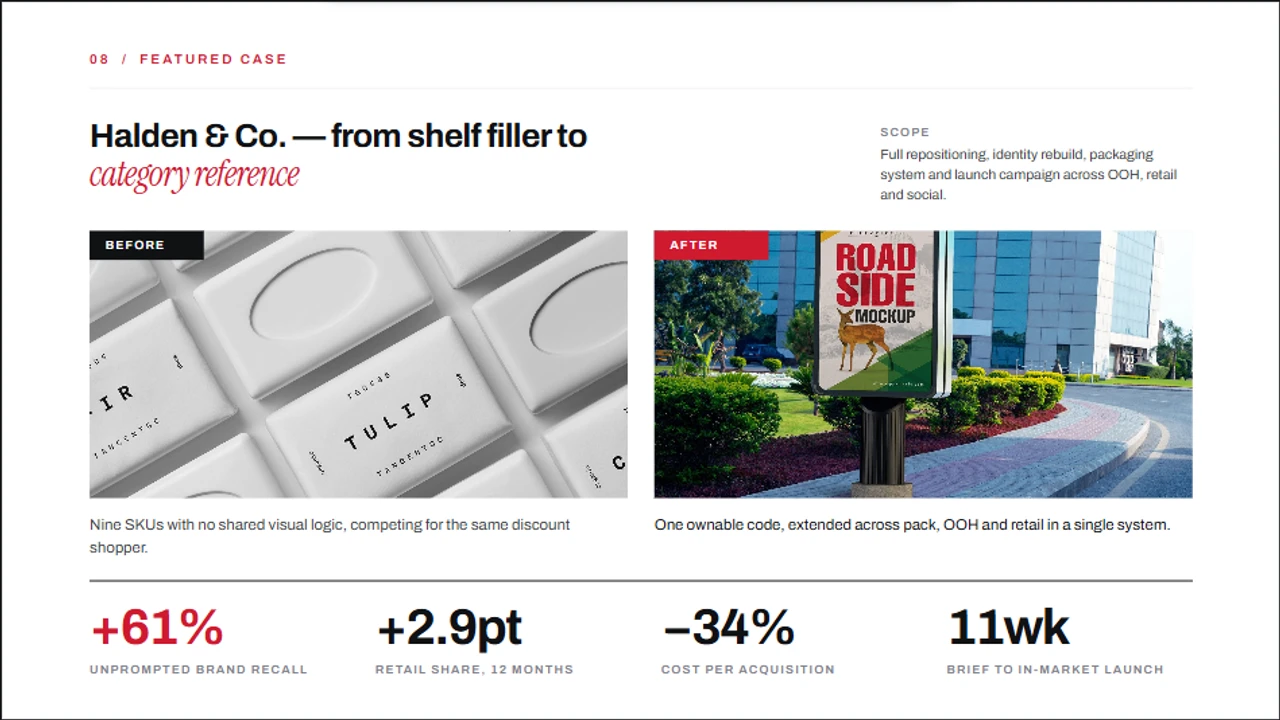 08 / FEATURED CASE
Halden & Co. — from shelf filler to
category reference
SCOPE
Full repositioning, identity rebuild, packaging
system and launch campaign across OOH, retail
and social.
BEFORE
TULIP
AFTER
ROAD
SIDE
MOCKUP
Nine SKUs with no shared visual logic, competing for the same discount
shopper.
One ownable code, extended across pack, OOH and retail in a single system.
+61%
UNPROMPTED BRAND RECALL
+2.9pt
RETAIL SHARE, 12 MONTHS
−34%
COST PER ACQUISITION
11wk
BRIEF TO IN-MARKET LAUNCH